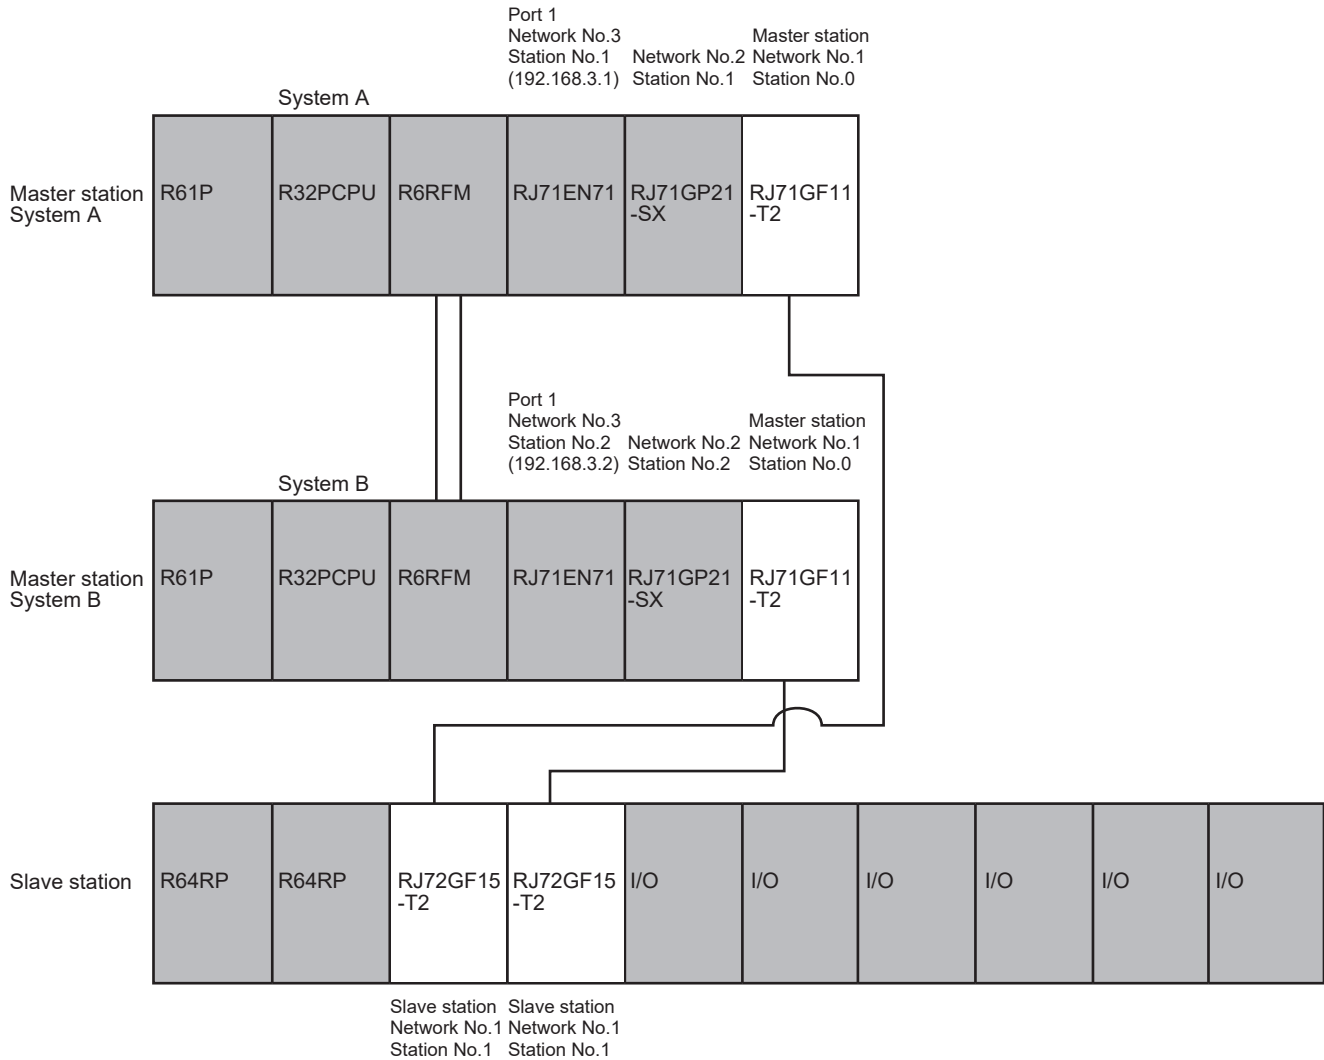 Port 1
Network No.3
Station No.1
(192.168.3.1)
Network No.2
Station No.1
Master station
Network No.1
Station No.0
System A
Master station
System A
R61P
R32PCPU
R6RFM
RJ71EN71
RJ71GP21
-SX
RJ71GF11
-T2
Port 1
Network No.3
Station No.2
(192.168.3.2)
Network No.2
Station No.2
Master station
Network No.1
Station No.0
System B
Master station
System B
R61P
R32PCPU
R6RFM
RJ71EN71
RJ71GP21
-SX
RJ71GF11
-T2
Slave station
R64RP
R64RP
RJ72GF15
-T2
RJ72GF15
-T2
I/O
I/O
I/O
I/O
I/O
I/O
Slave station
Network No.1
Station No.1
Slave station
Network No.1
Station No.1